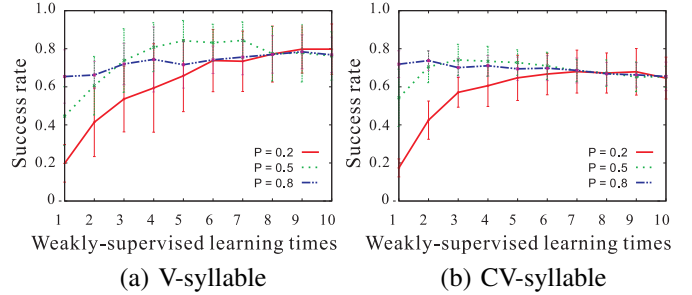 1.0
0.8
0.6
0.4
0.2
0
Success rate
P = 0.2
P = 0.5
P = 0.8
1 2 3 4 5 6 7 8 9 10
Weakly-supervised learning times
(a) V-syllable
1.0
0.8
0.6
0.4
0.2
0
Success rate
P = 0.2
P = 0.5
P = 0.8
1 2 3 4 5 6 7 8 9 10
Weakly-supervised learning times
(b) CV-syllable